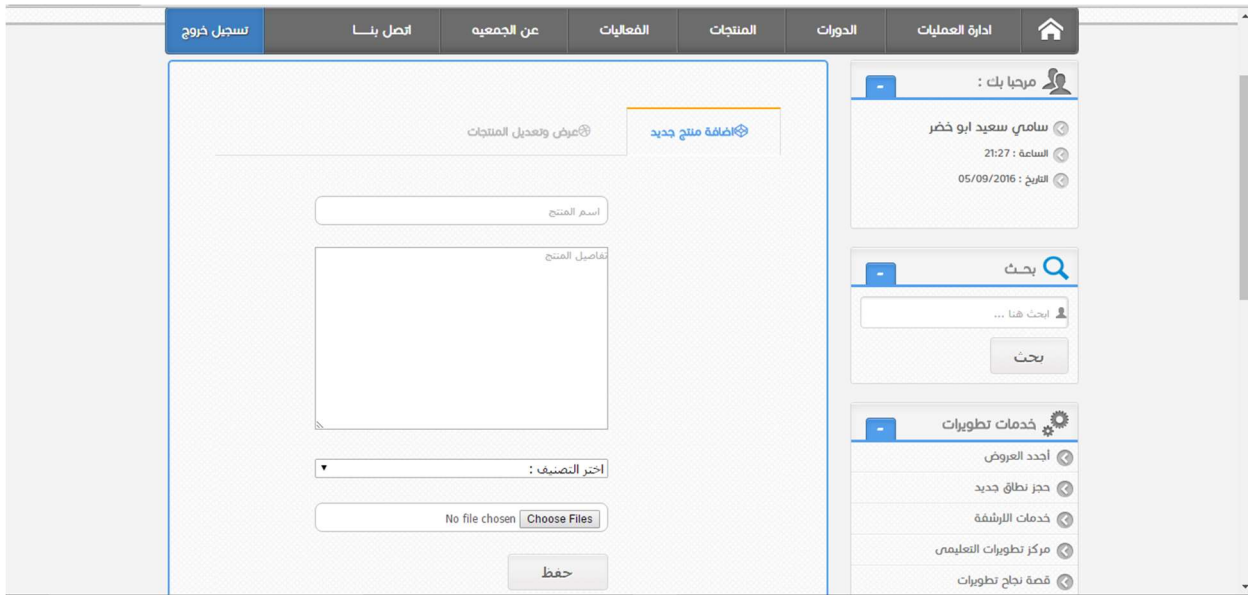 ادارة العمليات
الدورات
المنتجات
الفعاليات
عن الجمعيه
اتصل بنـــا
تسجيل خروج
مرحبا بك :
سامي سعيد ابو خضر
الساعة : 21:27
التاريخ : 05/09/2016
بحـث
ابحث هنا ...
بحث
خدمات تطويرات
أجدد العروض
حجز نطاق جديد
خدمات الارشفة
مركز تطويرات التعليمى
قصة نجاح تطويرات
اضافة منتج جديد
عرض وتعديل المنتجات
اسم المنتج
تفاصيل المنتج
اختر التصنيف :
Choose Files No file chosen
حفظ